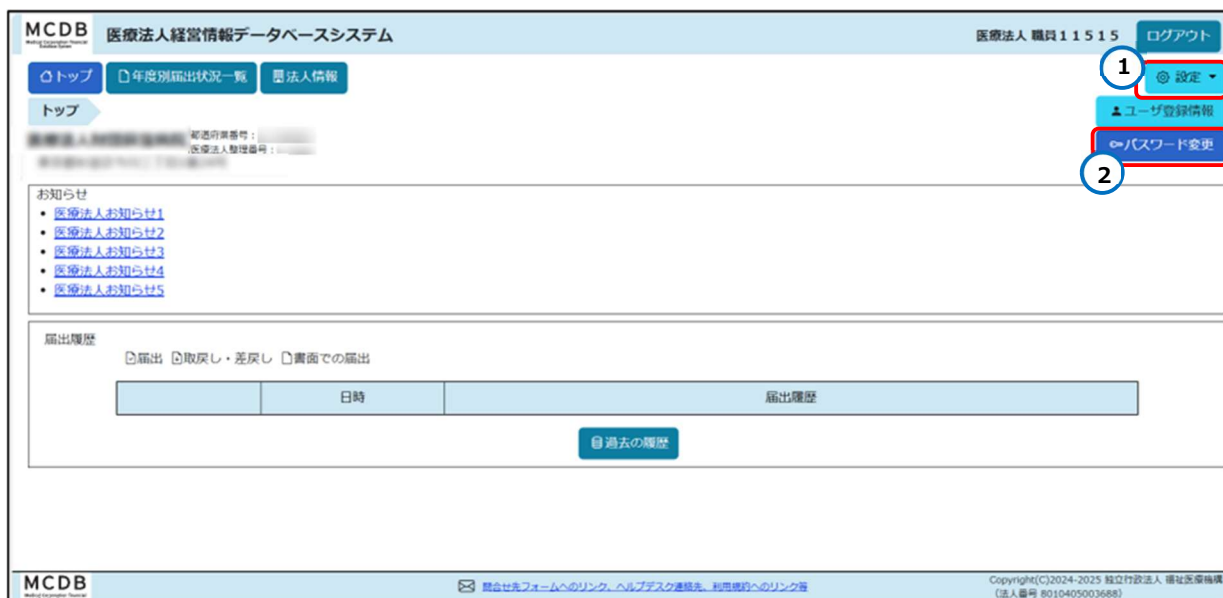 MCDB
医療法人経営情報データベースシステム
医療法人 職員11515
ログアウト
トップ
年度別届出状況一覧
法人情報
1
設定
トップ
ユーザ登録情報
都道府県番号:
医療法人整理番号:
パスワード変更
2
お知らせ
• 医療法人お知らせ1
• 医療法人お知らせ2
• 医療法人お知らせ3
• 医療法人お知らせ4
• 医療法人お知らせ5
届出履歴
届出 取戻し・差戻し 書面での届出
日時
届出履歴
過去の履歴
MCDB
問合せ先フォームへのリンク、ヘルプデスク連絡先、利用規約へのリンク等
Copyright(C)2024-2025 独立行政法人 福祉医療機構
(法人番号 8010405003688)